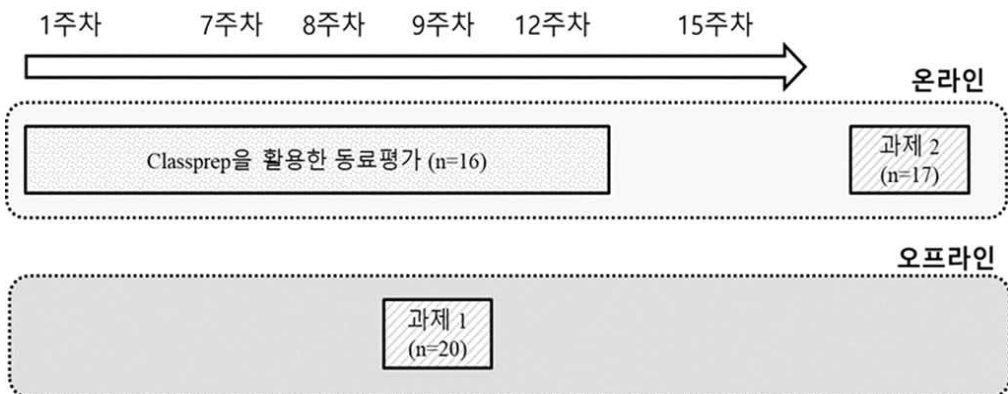 1주차 7주차 8주차 9주차 12주차 15주차
온라인
Classprep을 활용한 동료평가 (n=16)
과제 2
(n=17)
오프라인
과제 1
(n=20)